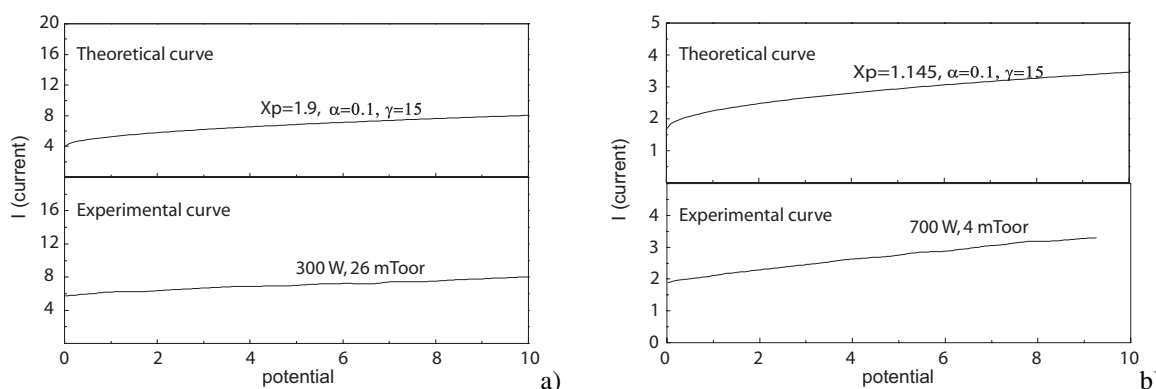 20
16
12
8
4
Theoretical curve
Xp=1.9, α=0.1, γ=15
I (current)
16
12
8
4
Experimental curve
300 W, 26 mToor
0 2 4 6 8 10
potential
a)
5
4
3
2
1
Theoretical curve
Xp=1.145, α=0.1, γ=15
I (current)
4
3
2
1
0
Experimental curve
700 W, 4 mToor
0 2 4 6 8 10
potential
b)